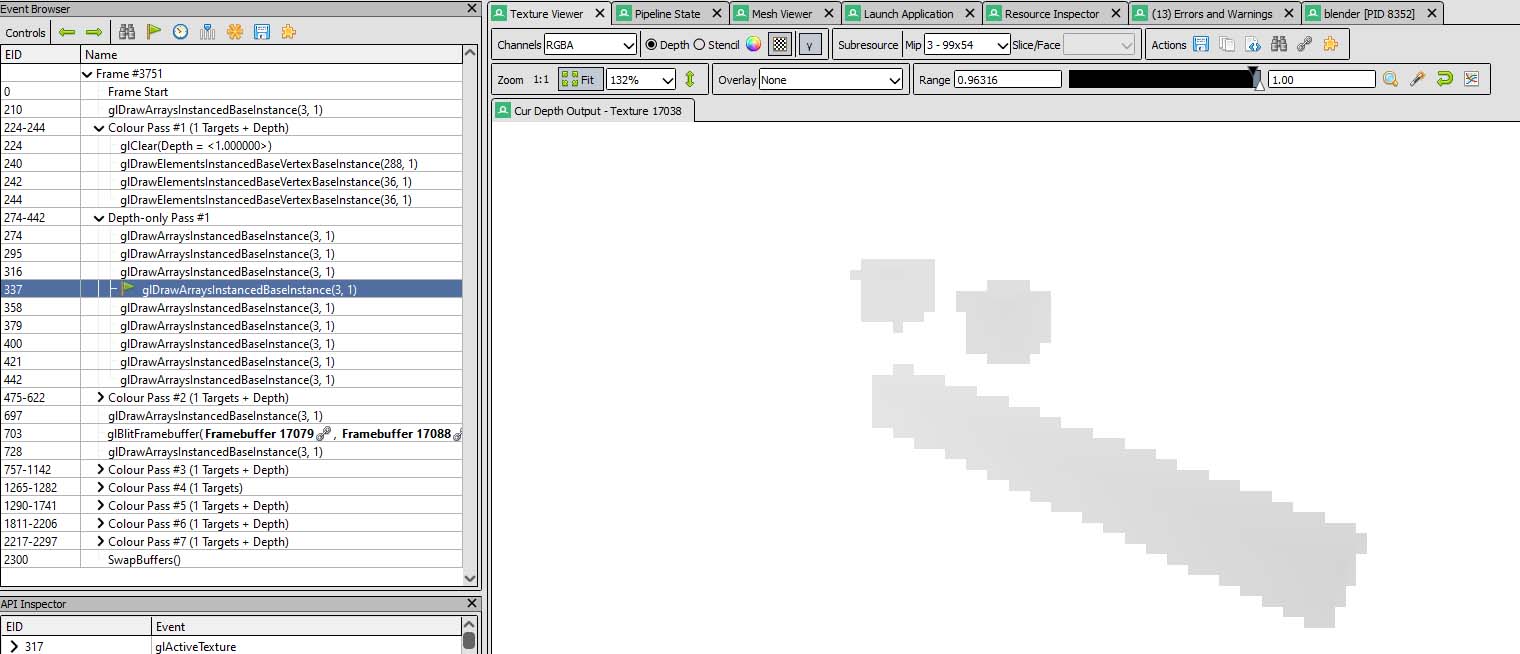 Event Browser
Controls
EID Name
Frame #3751
0 Frame Start
210 glDrawArraysInstancedBaseInstance(3, 1)
224-244 Colour Pass #1 (1 Targets + Depth)
224 glClear(Depth = <1.000000>)
240 glDrawElementsInstancedBaseVertexBaseInstance(288, 1)
242 glDrawElementsInstancedBaseVertexBaseInstance(36, 1)
244 glDrawElementsInstancedBaseVertexBaseInstance(36, 1)
274-442 Depth-only Pass #1
274 glDrawArraysInstancedBaseInstance(3, 1)
295 glDrawArraysInstancedBaseInstance(3, 1)
316 glDrawArraysInstancedBaseInstance(3, 1)
337 glDrawArraysInstancedBaseInstance(3, 1)
358 glDrawArraysInstancedBaseInstance(3, 1)
379 glDrawArraysInstancedBaseInstance(3, 1)
400 glDrawArraysInstancedBaseInstance(3, 1)
421 glDrawArraysInstancedBaseInstance(3, 1)
442 glDrawArraysInstancedBaseInstance(3, 1)
475-622 Colour Pass #2 (1 Targets + Depth)
697 glDrawArraysInstancedBaseInstance(3, 1)
703 glBlitFramebuffer( Framebuffer 17079 , Framebuffer 17088
728 glDrawArraysInstancedBaseInstance(3, 1)
757-1142 Colour Pass #3 (1 Targets + Depth)
1265-1282 Colour Pass #4 (1 Targets)
1290-1741 Colour Pass #5 (1 Targets + Depth)
1811-2206 Colour Pass #6 (1 Targets + Depth)
2217-2297 Colour Pass #7 (1 Targets + Depth)
2300 SwapBuffers()
API Inspector
EID Event
317 glActiveTexture
Texture Viewer Pipeline State Mesh Viewer Launch Application Resource Inspector (13) Errors and Warnings blender [PID 8352]
Channels RGBA Depth Stencil γ Subresource Mip 3 - 99x54 Slice/Face Actions
Zoom 1:1 Fit 132% Overlay None Range 0.96316 1.00
Cur Depth Output - Texture 17038